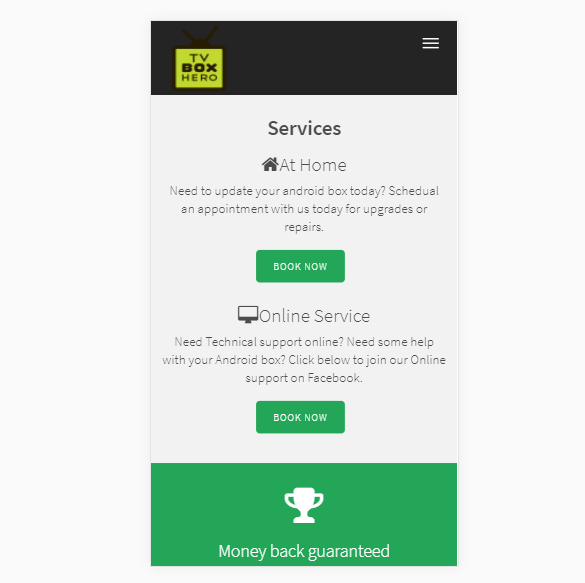 TV
BOX
HERO
Services
At Home
Need to update your android box today? Schedual
an appointment with us today for upgrades or
repairs.
BOOK NOW
Online Service
Need Technical support online? Need some help
with your Android box? Click below to join our Online
support on Facebook.
BOOK NOW
Money back guaranteed